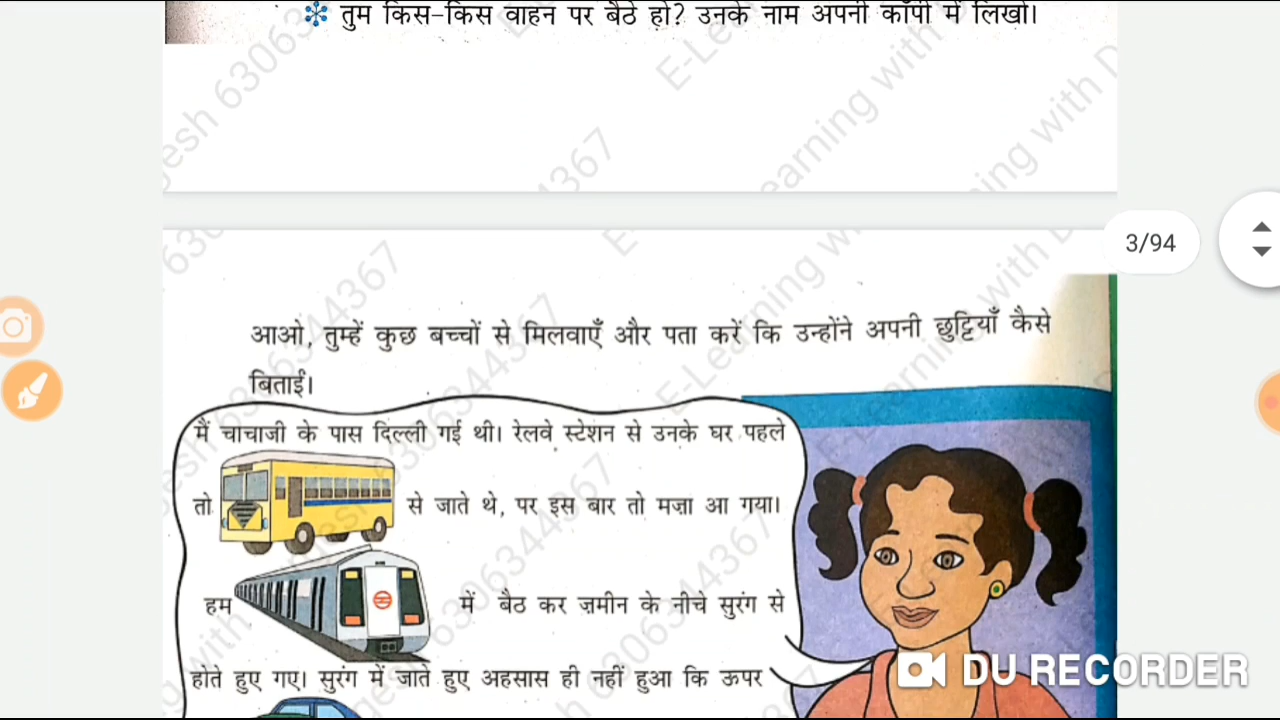 तुम किस-किस वाहन पर बैठे हो? उनके नाम अपनी कॉपी में लिखो।
3/94
आओ, तुम्हें कुछ बच्चों से मिलवाएँ और पता करें कि उन्होंने अपनी छुट्टियाँ कैसे
बिताईं।
मैं चाचाजी के पास दिल्ली गई थी। रेलवे स्टेशन से उनके घर पहले
तो से जाते थे, पर इस बार तो मज़ा आ गया।
हम में बैठ कर ज़मीन के नीचे सुरंग से
होते हुए गए। सुरंग में जाते हुए अहसास ही नहीं हुआ कि ऊपर
DU RECORDER